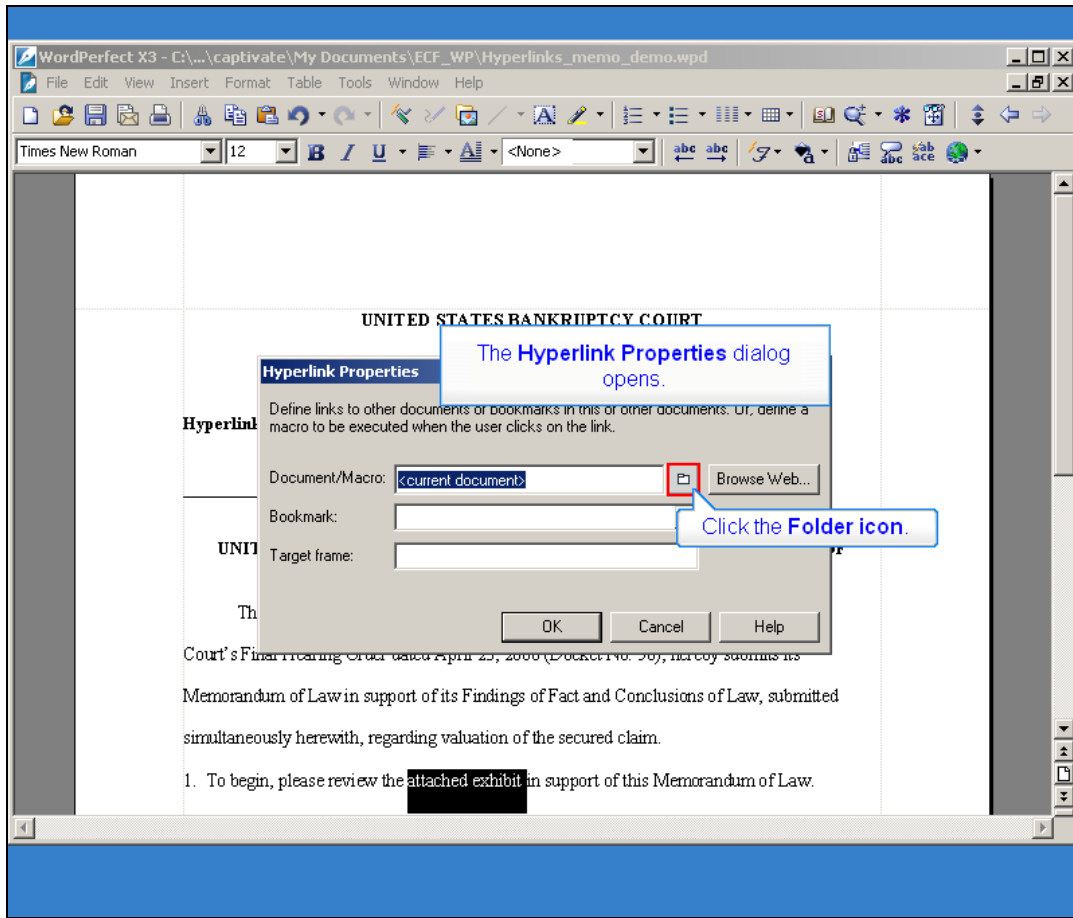 WordPerfect X3 - C:\...\captivate\My Documents\ECF_WP\Hyperlinks_memo_demo.wpd
File Edit View Insert Format Table Tools Window Help
Times New Roman 12 B I U A <None> abc abc
UNITED STATES BANKRUPTCY COURT
The Hyperlink Properties dialog
opens.
Hyperlink Properties
Define links to other documents or bookmarks in this or other documents. Or, define a
macro to be executed when the user clicks on the link.
Hyperlink
Document/Macro: <current document> Browse Web...
Bookmark:
Click the Folder icon.
Target frame:
OK Cancel Help
Th
Court's Final Hearing Order dated April 25, 2006 (Docket No. 56), hereby submits its
Memorandum of Law in support of its Findings of Fact and Conclusions of Law, submitted
simultaneously herewith, regarding valuation of the secured claim.
1. To begin, please review the attached exhibit in support of this Memorandum of Law.